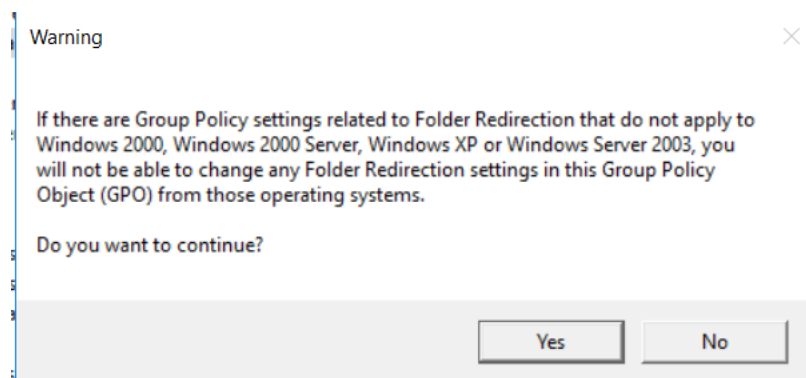 Warning
If there are Group Policy settings related to Folder Redirection that do not apply to
Windows 2000, Windows 2000 Server, Windows XP or Windows Server 2003, you
will not be able to change any Folder Redirection settings in this Group Policy
Object (GPO) from those operating systems.
Do you want to continue?
Yes No